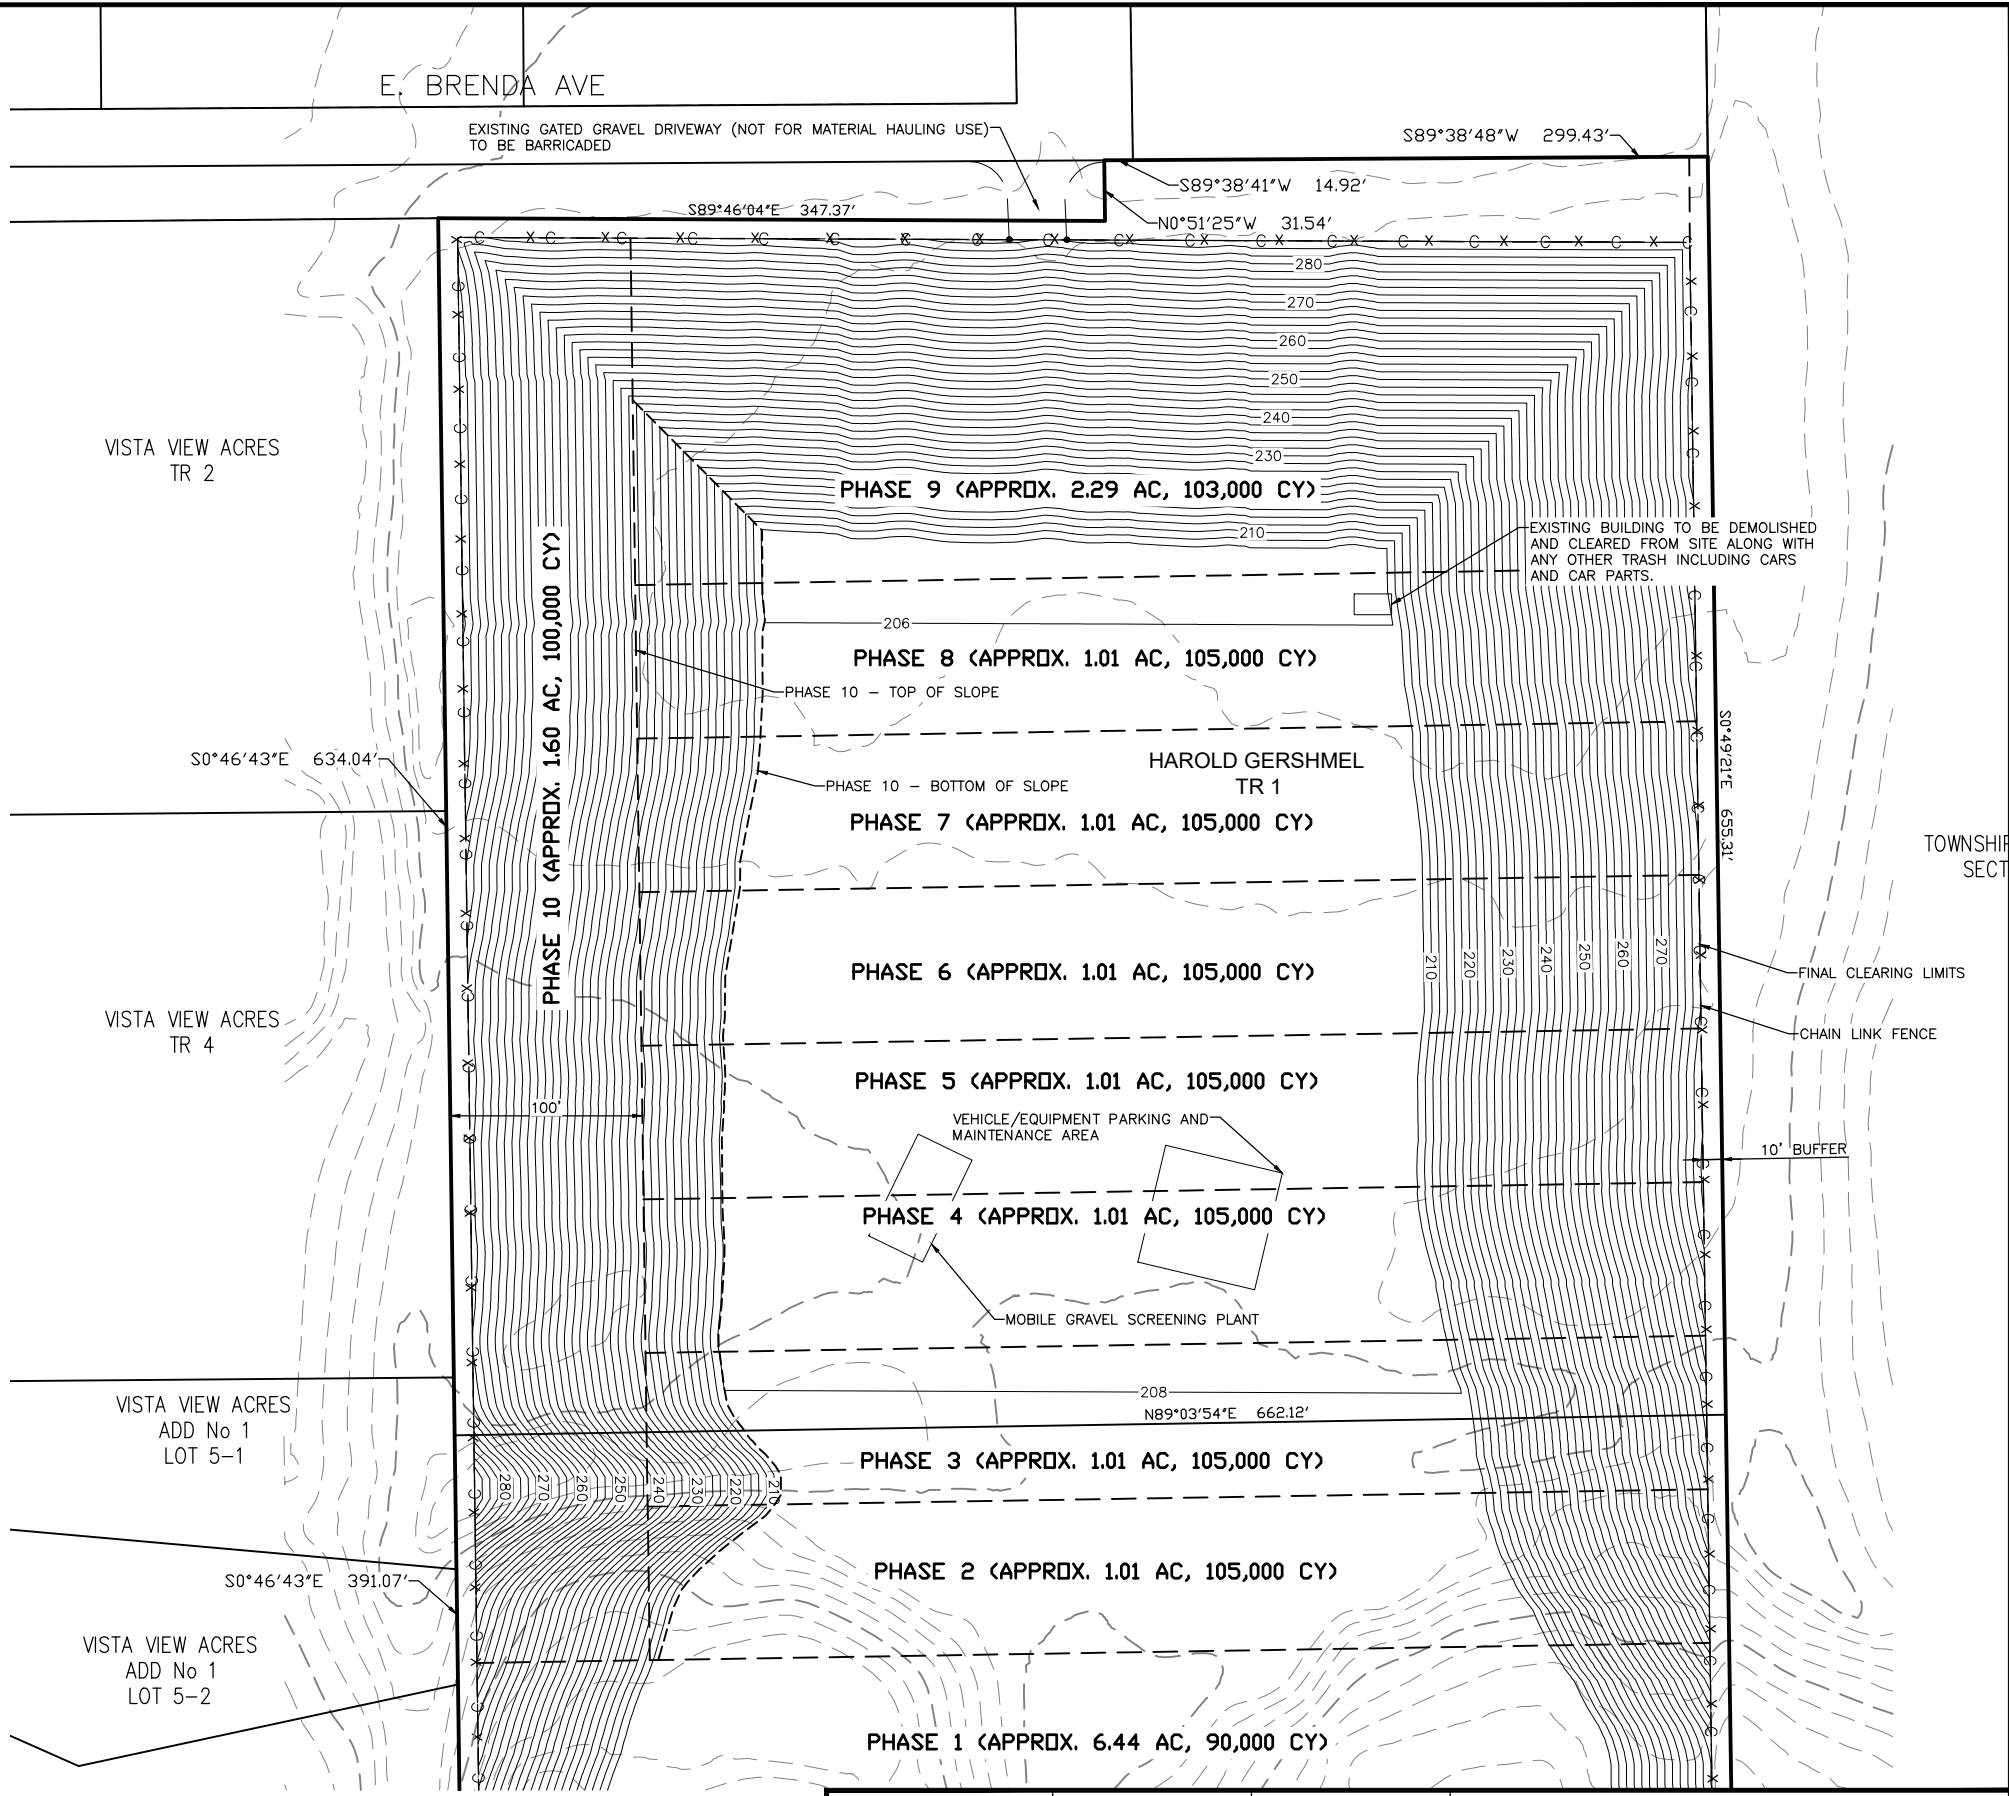 E. BRENDA AVE
EXISTING GATED GRAVEL DRIVEWAY (NOT FOR MATERIAL HAULING USE)
TO BE BARRICADED
S89°38'48"W 299.43'
S89°38'41"W 14.92'
S89°46'04"E 347.37'
N0°51'25"W 31.54'
280
270
260
250
240
230
210
VISTA VIEW ACRES
TR 2
PHASE 9 (APPROX. 2.29 AC, 103,000 CY)
EXISTING BUILDING TO BE DEMOLISHED
AND CLEARED FROM SITE ALONG WITH
ANY OTHER TRASH INCLUDING CARS
AND CAR PARTS.
PHASE 10 (APPROX. 1.60 AC, 100,000 CY)
206
PHASE 8 (APPROX. 1.01 AC, 105,000 CY)
PHASE 10 - TOP OF SLOPE
S0°46'43"E 634.04'
HAROLD GERSHMEL
TR 1
PHASE 10 - BOTTOM OF SLOPE
S0°49'21"E 655.31'
PHASE 7 (APPROX. 1.01 AC, 105,000 CY)
TOWNSHIP
SECT
PHASE 6 (APPROX. 1.01 AC, 105,000 CY)
210
220
230
240
250
260
270
FINAL CLEARING LIMITS
VISTA VIEW ACRES
TR 4
CHAIN LINK FENCE
PHASE 5 (APPROX. 1.01 AC, 105,000 CY)
100'
VEHICLE/EQUIPMENT PARKING AND
MAINTENANCE AREA
10' BUFFER
PHASE 4 (APPROX. 1.01 AC, 105,000 CY)
MOBILE GRAVEL SCREENING PLANT
208
N89°03'54"E 662.12'
VISTA VIEW ACRES
ADD No 1
LOT 5-1
PHASE 3 (APPROX. 1.01 AC, 105,000 CY)
280
270
260
250
240
230
220
210
PHASE 2 (APPROX. 1.01 AC, 105,000 CY)
S0°46'43"E 391.07'
VISTA VIEW ACRES
ADD No 1
LOT 5-2
PHASE 1 (APPROX. 6.44 AC, 90,000 CY)